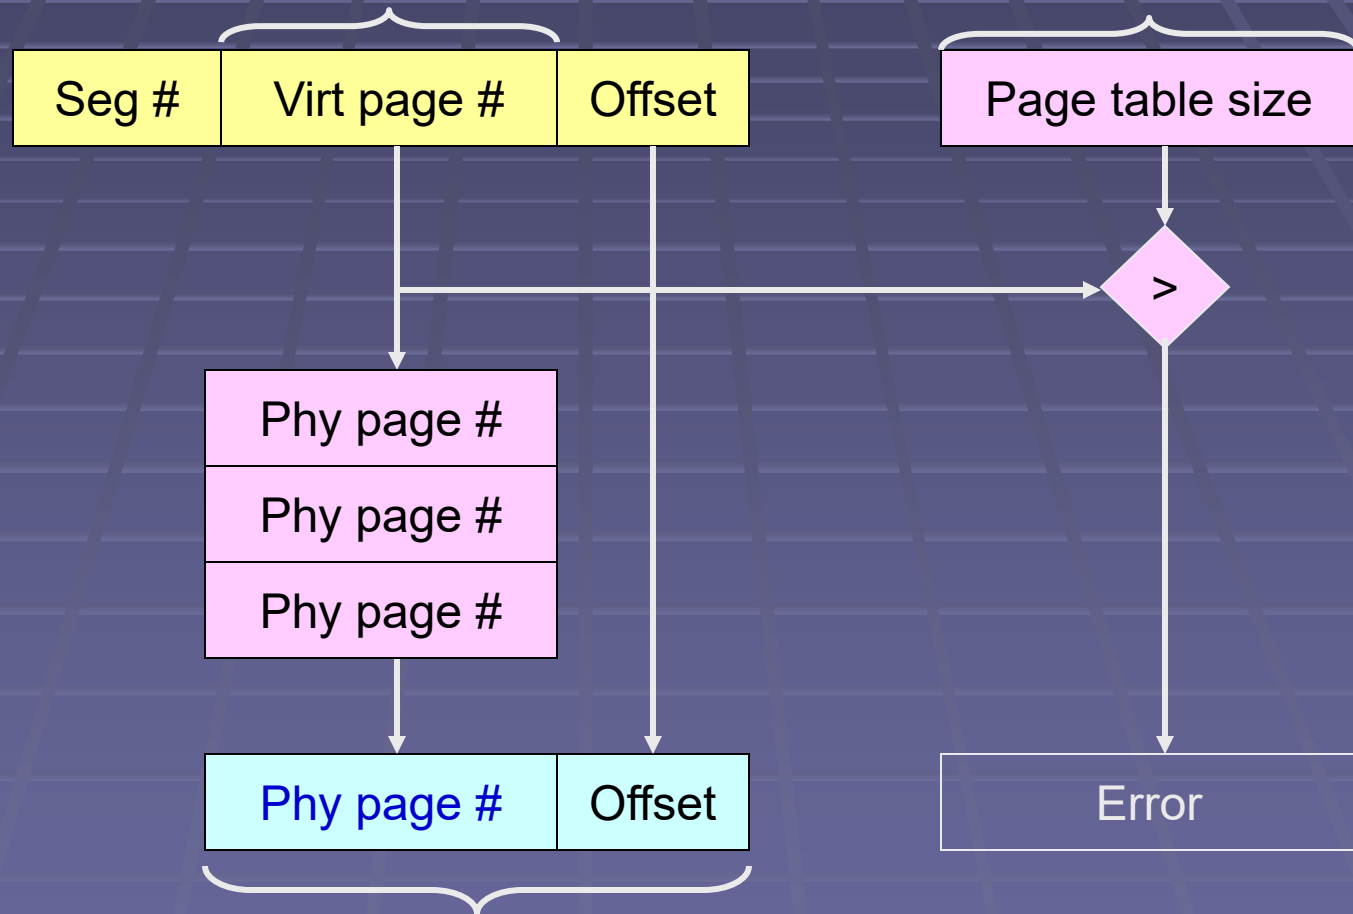 Seg # Virt page # Offset Page table size
>
Phy page #
Phy page #
Phy page #
Phy page # Offset Error